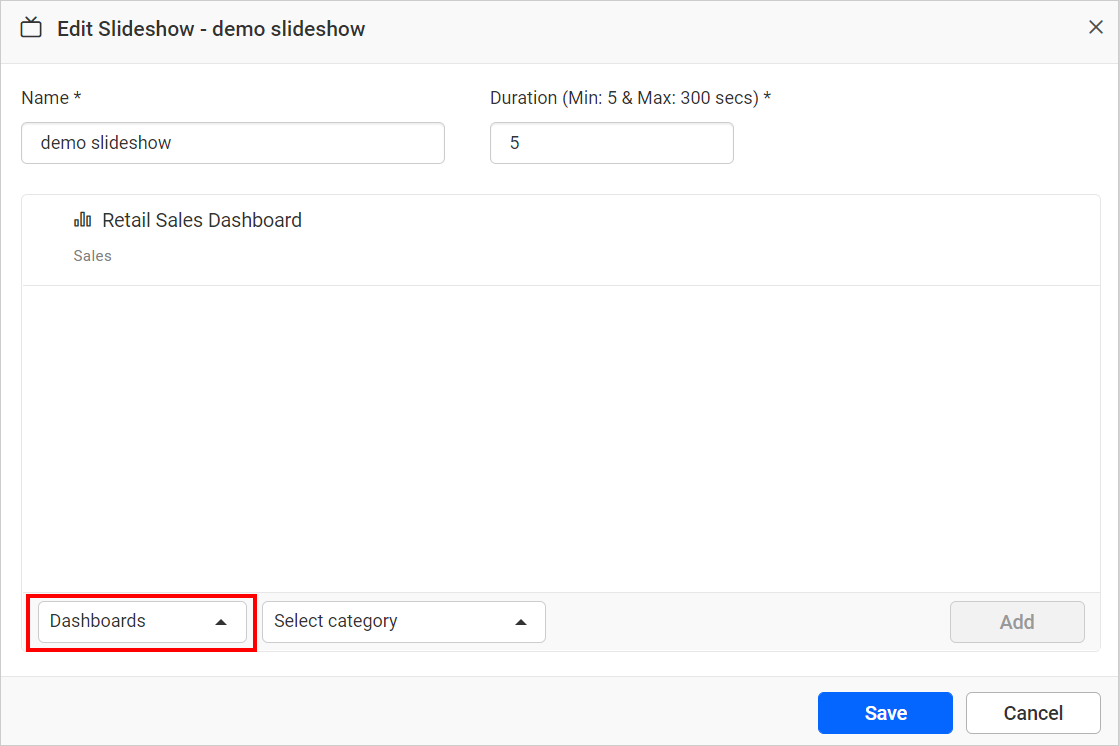 Edit Slideshow - demo slideshow
Name *
Duration (Min: 5 & Max: 300 secs) *
demo slideshow
5
Retail Sales Dashboard
Sales
Dashboards
Select category
Add
Save
Cancel